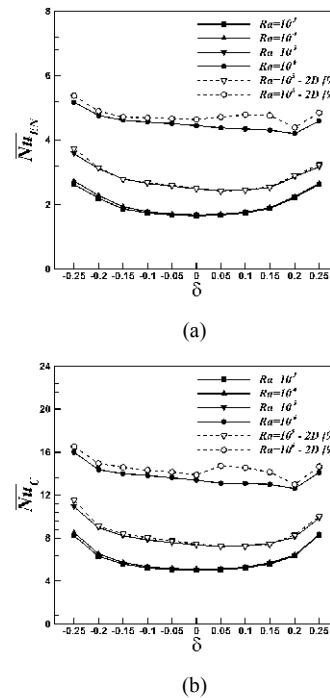 8
Ra=10³
Ra=10⁴
Ra=10⁵
Ra=10⁶
Ra=10⁵ - 2D
Ra=10⁶ - 2D
6
Nu_EN
4
2
0
-0.25 -0.2 -0.15 -0.1 -0.05 0 0.05 0.1 0.15 0.2 0.25
δ
(a)
24
Ra=10³
Ra=10⁴
Ra=10⁵
Ra=10⁶
Ra=10⁵ - 2D
Ra=10⁶ - 2D
20
16
Nu_C
12
8
4
0
-0.25 -0.2 -0.15 -0.1 -0.05 0 0.05 0.1 0.15 0.2 0.25
δ
(b)